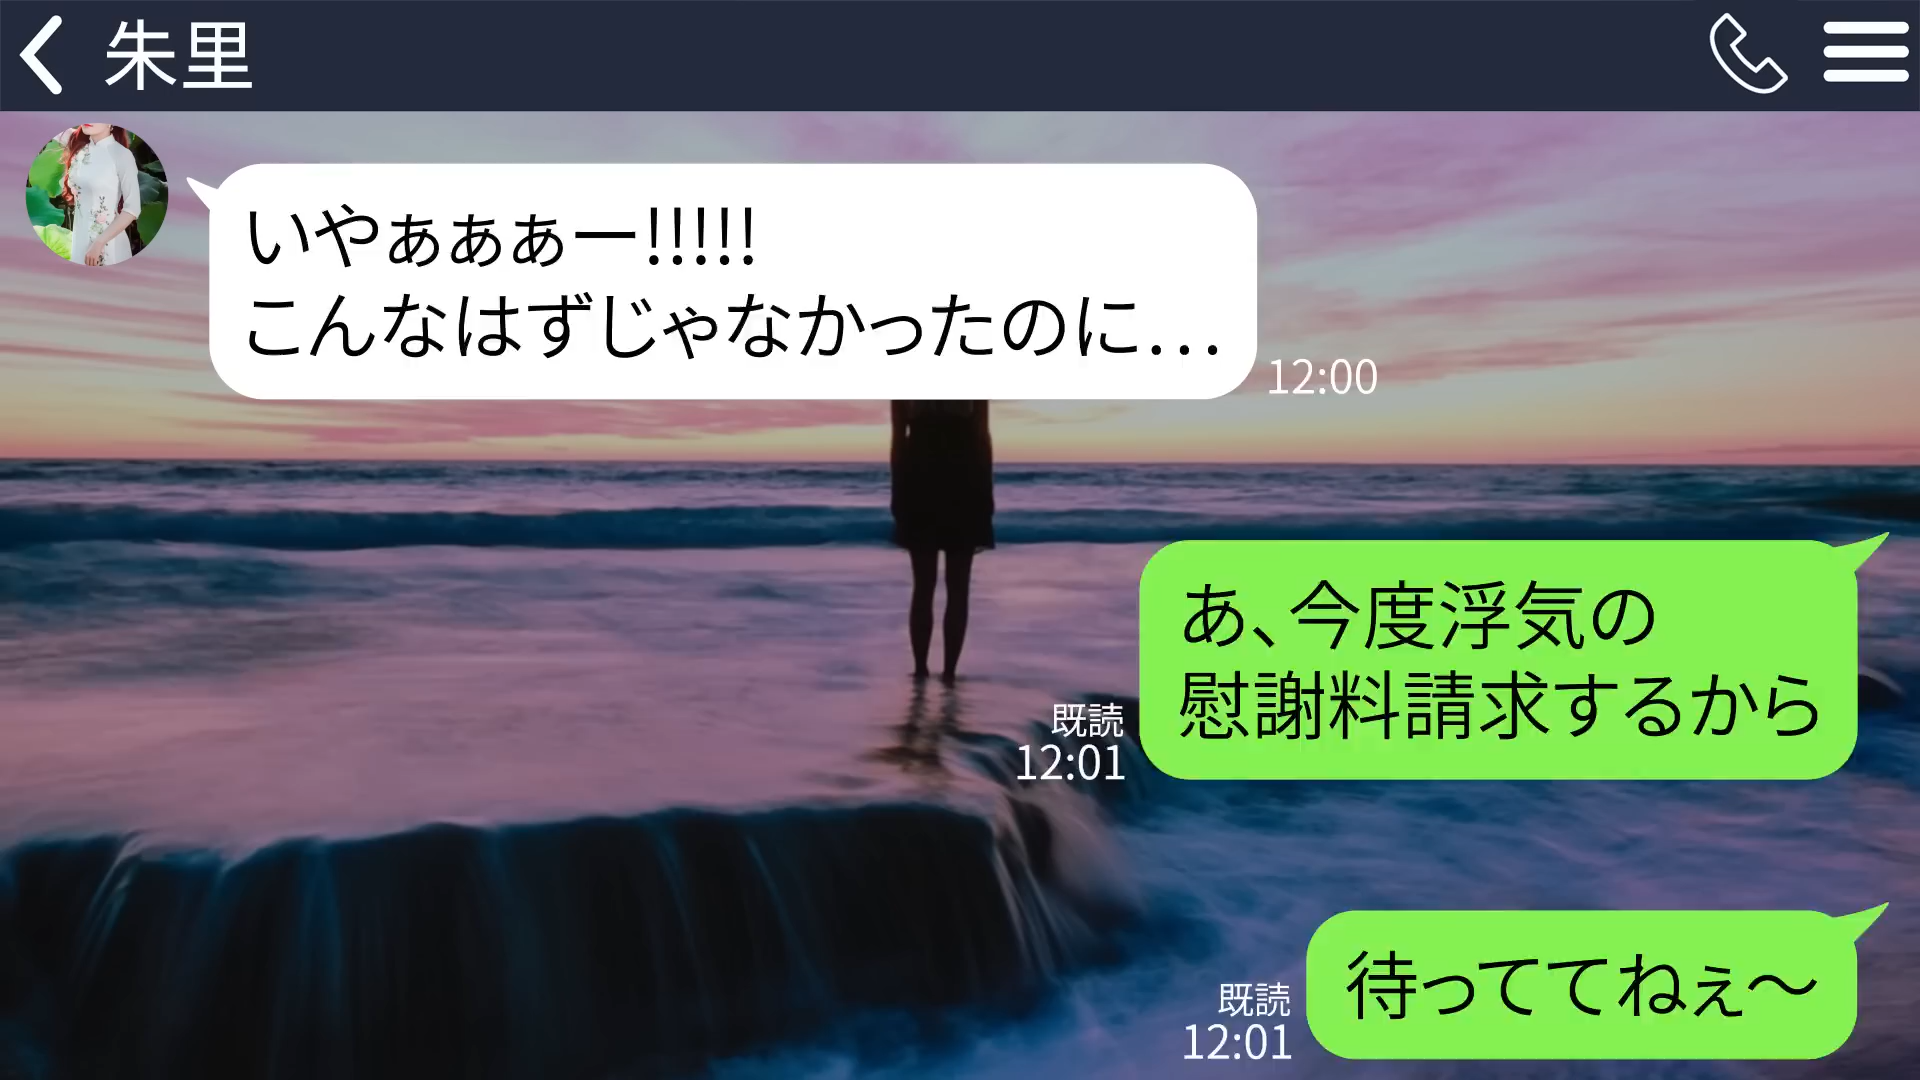 朱里
いやぁぁぁー!!!!!
こんなはずじゃなかったのに…
12:00
あ、今度浮気の
慰謝料請求するから
既読
12:01
待っててねぇ〜
既読
12:01